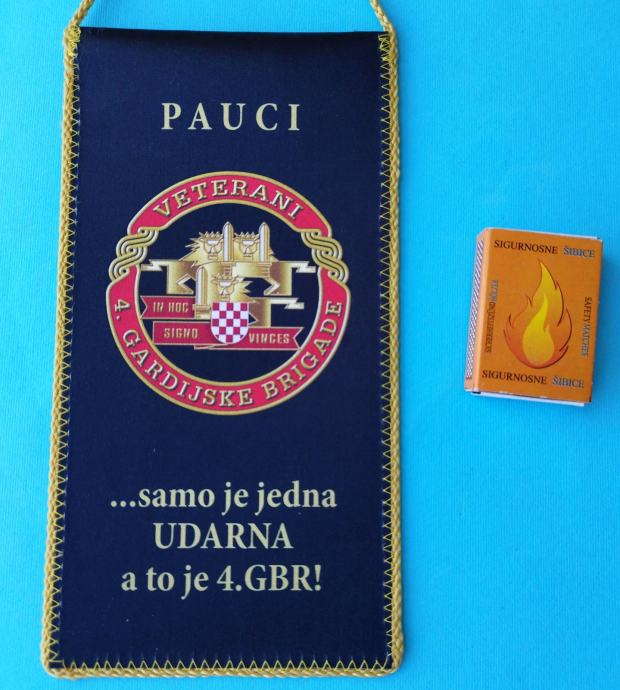 PAUCI
VETERANI
IN HOC
SIGNO VINCES
4. GARDIJSKE BRIGADE
...samo je jedna
UDARNA
a to je 4.GBR!
SIGURNOSNE ŠIBICE
SAFETY MATCHES
SIGURNOSNE ŠIBICE